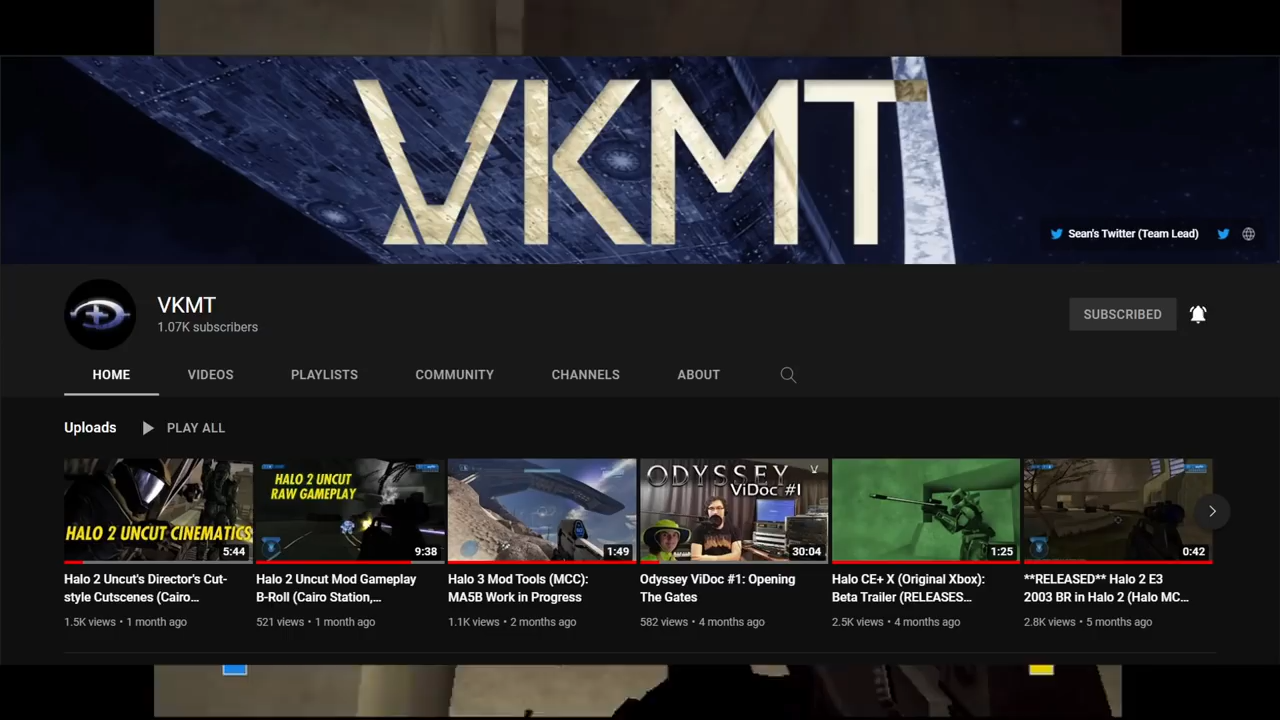 VKMT
Sean's Twitter (Team Lead)
VKMT
1.07K subscribers
SUBSCRIBED
HOME VIDEOS PLAYLISTS COMMUNITY CHANNELS ABOUT
Uploads PLAY ALL
HALO 2 UNCUT CINEMATICS
5:44
HALO 2 UNCUT
RAW GAMEPLAY
9:38
1:49
ODYSSEY
ViDoc #1
30:04
1:25
0:42
Halo 2 Uncut's Director's Cut-
style Cutscenes (Cairo...
1.5K views • 1 month ago
Halo 2 Uncut Mod Gameplay
B-Roll (Cairo Station,...
521 views • 1 month ago
Halo 3 Mod Tools (MCC):
MA5B Work in Progress
1.1K views • 2 months ago
Odyssey ViDoc #1: Opening
The Gates
582 views • 4 months ago
Halo CE+ X (Original Xbox):
Beta Trailer (RELEASES...
2.5K views • 4 months ago
**RELEASED** Halo 2 E3
2003 BR in Halo 2 (Halo MC...
2.8K views • 5 months ago